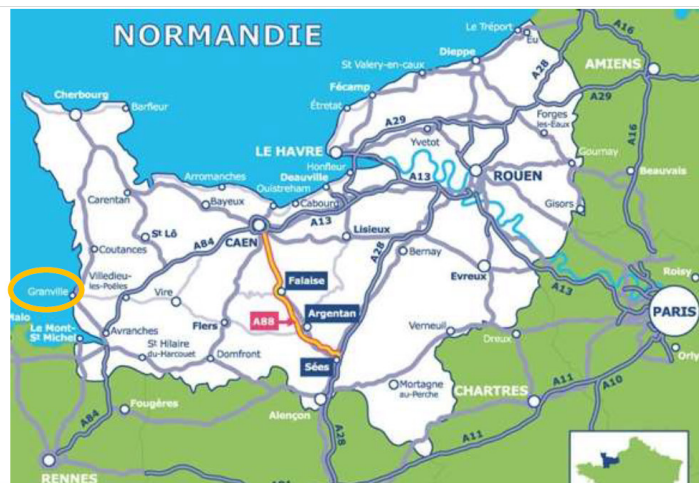 NORMANDIE
Le Tréport
Eu
A16
Dieppe
AMIENS
St Valery-en-caux
A28
Cherbourg
Barfleur
Fécamp
A29
Étretat
A29
Forges
les-Eaux
A16
Yvetot
LE HAVRE
Gournay
Honfleur
ROUEN
Beauvais
Arromanches
Deauville
A13
Ouistreham
Carentan
Bayeux
Cabourg
Gisors
A13
St Lô
CAEN
Lisieux
A84
A28
Coutances
Bernay
Roissy
Evreux
Villedieu
les-Poëles
Falaise
A13
Granville
Vire
Malo
Argentan
PARIS
A88
Le Mont-
St Michel
Avranches
Flers
Verneuil
Dreux
St Hilaire
du-Harcouet
Domfront
Sées
Orly
Mortagne
au-Perche
CHARTRES
A11
A10
Fougères
Alençon
A84
A28
A11
RENNES